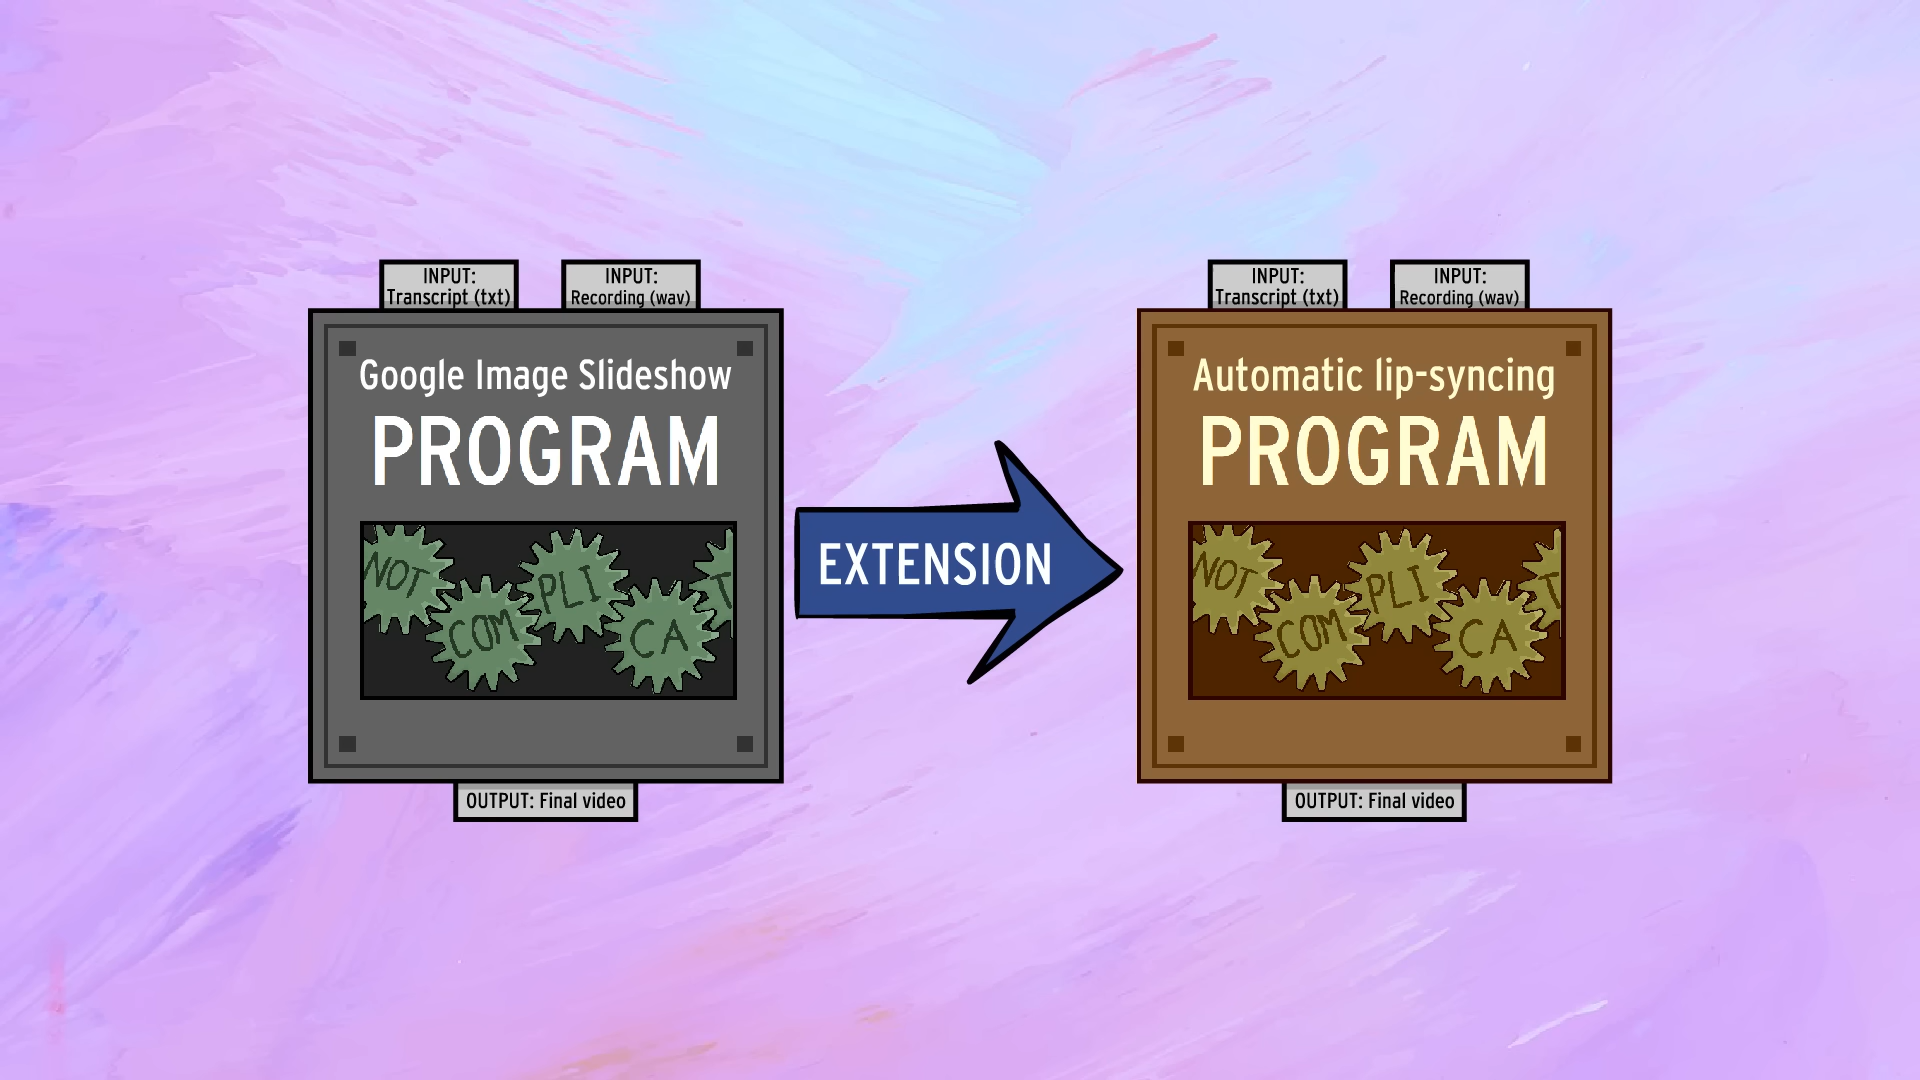 INPUT:
Transcript (txt)
INPUT:
Recording (wav)
Google Image Slideshow
PROGRAM
NOT
COM
PLI
CA
T
OUTPUT: Final video
EXTENSION
INPUT:
Transcript (txt)
INPUT:
Recording (wav)
Automatic lip-syncing
PROGRAM
NOT
COM
PLI
CA
T
OUTPUT: Final video